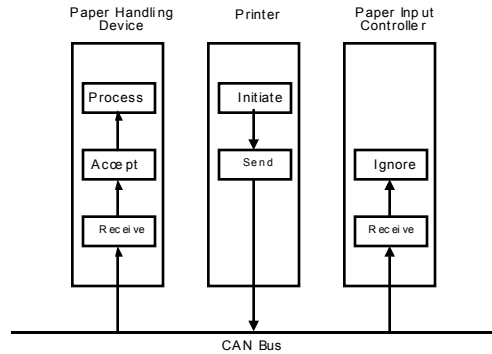 Paper Handling
Device
Printer
Paper Input
Controller
Process
Initiate
Accept
Send
Ignore
Receive
Receive
CAN Bus